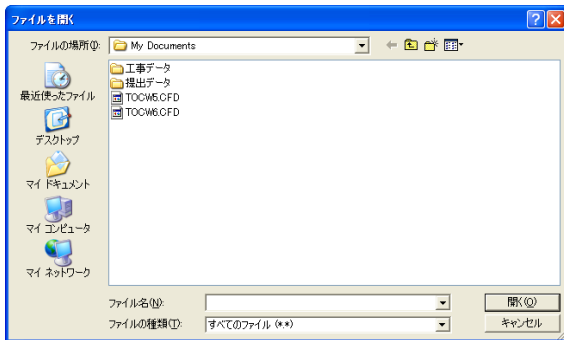 ファイルを開く
ファイルの場所(I): My Documents
最近使ったファイル
デスクトップ
マイ ドキュメント
マイ コンピュータ
マイ ネットワーク
工事データ
提出データ
TOCW5.CFD
TOCW6.CFD
ファイル名(N): 開く(O)
ファイルの種類(T): すべてのファイル (*.*) キャンセル